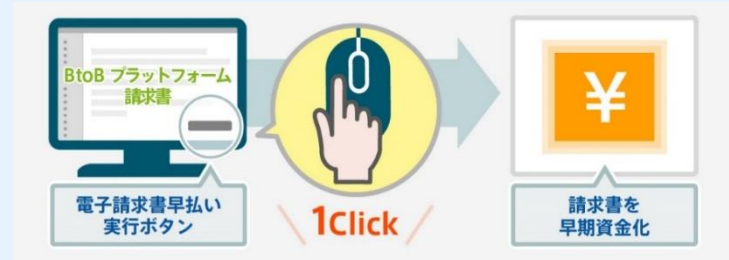 BtoB プラットフォーム
請求書
電子請求書早払い
実行ボタン
1Click
¥
請求書を
早期資金化